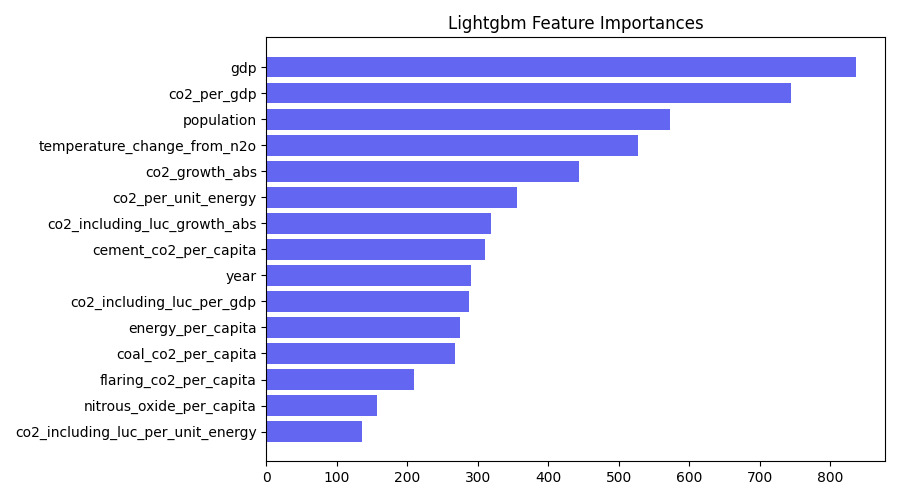 Lightgbm Feature Importances
gdp
co2_per_gdp
population
temperature_change_from_n2o
co2_growth_abs
co2_per_unit_energy
co2_including_luc_growth_abs
cement_co2_per_capita
year
co2_including_luc_per_gdp
energy_per_capita
coal_co2_per_capita
flaring_co2_per_capita
nitrous_oxide_per_capita
co2_including_luc_per_unit_energy
0 100 200 300 400 500 600 700 800